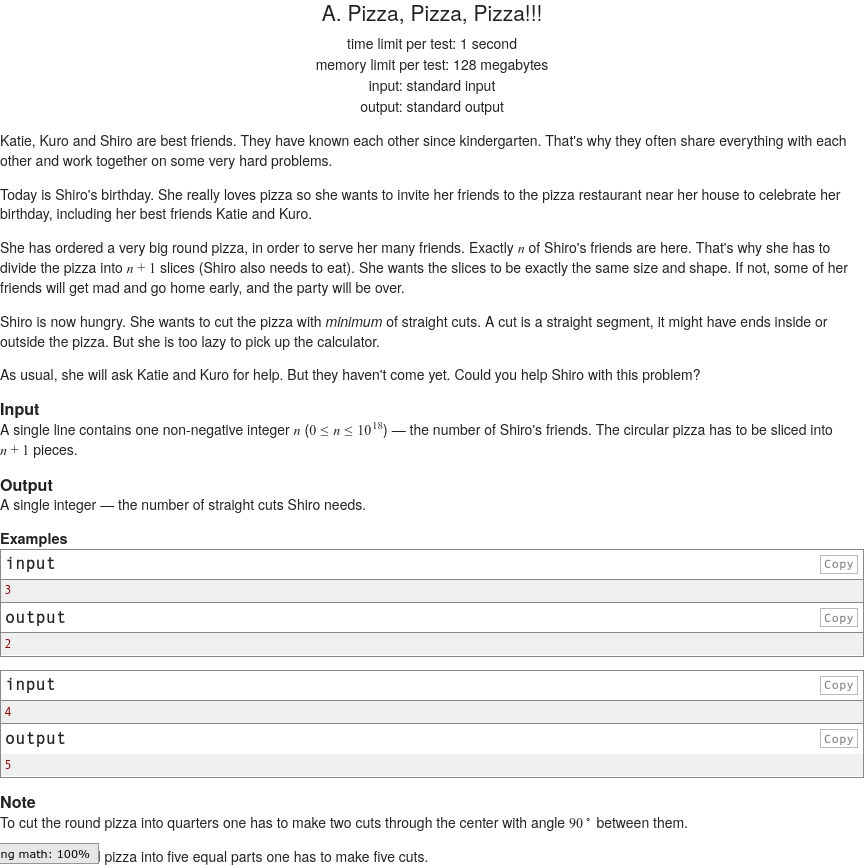 A. Pizza, Pizza, Pizza!!!
time limit per test: 1 second
memory limit per test: 128 megabytes
input: standard input
output: standard output
Katie, Kuro and Shiro are best friends. They have known each other since kindergarten. That's why they often share everything with each
other and work together on some very hard problems.
Today is Shiro's birthday. She really loves pizza so she wants to invite her friends to the pizza restaurant near her house to celebrate her
birthday, including her best friends Katie and Kuro.
She has ordered a very big round pizza, in order to serve her many friends. Exactly n of Shiro's friends are here. That's why she has to
divide the pizza into n + 1 slices (Shiro also needs to eat). She wants the slices to be exactly the same size and shape. If not, some of her
friends will get mad and go home early, and the party will be over.
Shiro is now hungry. She wants to cut the pizza with minimum of straight cuts. A cut is a straight segment, it might have ends inside or
outside the pizza. But she is too lazy to pick up the calculator.
As usual, she will ask Katie and Kuro for help. But they haven't come yet. Could you help Shiro with this problem?
Input
A single line contains one non-negative integer n (0 ≤ n ≤ 10^18) — the number of Shiro's friends. The circular pizza has to be sliced into
n + 1 pieces.
Output
A single integer — the number of straight cuts Shiro needs.
Examples
input Copy
3
output Copy
2
input Copy
4
output Copy
5
Note
To cut the round pizza into quarters one has to make two cuts through the center with angle 90° between them.
ng math: 100% pizza into five equal parts one has to make five cuts.